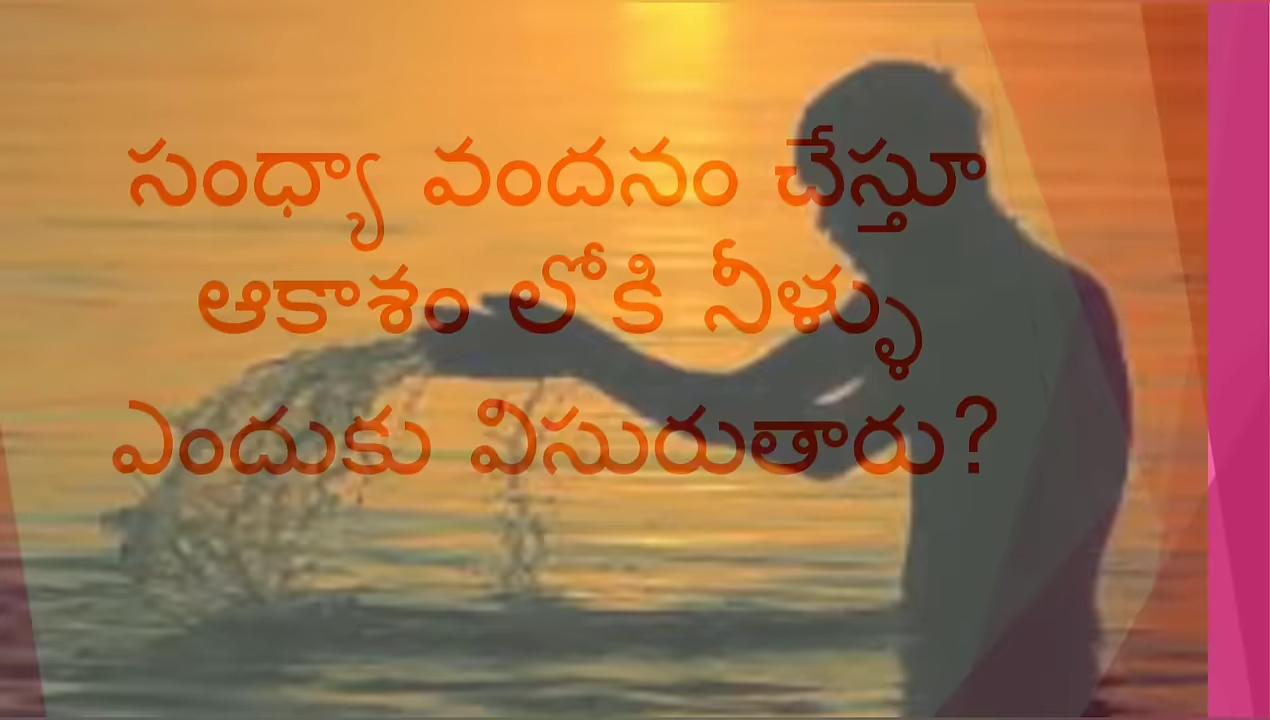 సంధ్యా వందనం చేస్తూ
ఆకాశం లోకి నీళ్ళు
ఎందుకు విసురుతారు?